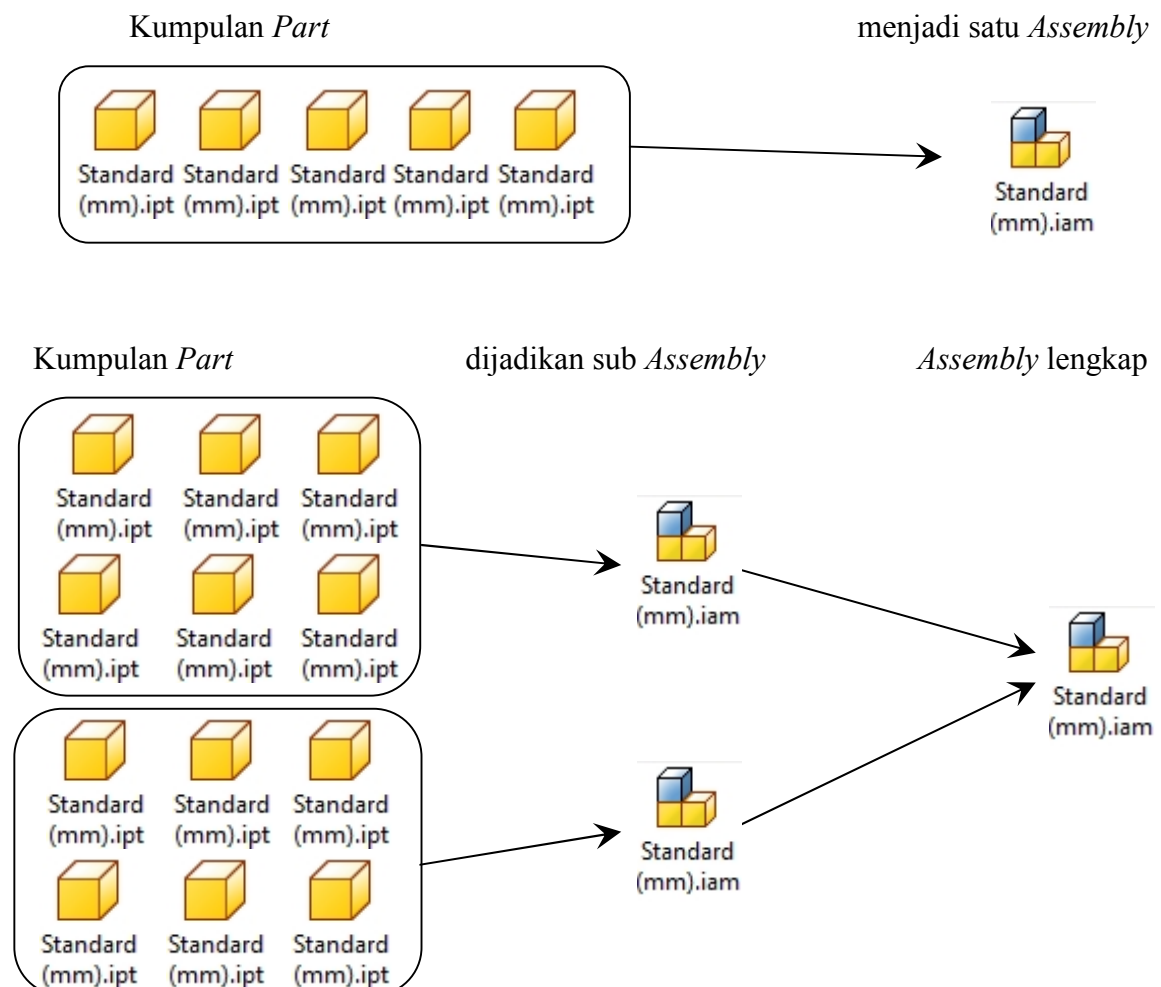 Kumpulan Part menjadi satu Assembly
Standard Standard Standard Standard Standard
(mm).ipt (mm).ipt (mm).ipt (mm).ipt (mm).ipt
Standard
(mm).iam
Kumpulan Part dijadikan sub Assembly Assembly lengkap
Standard Standard Standard
(mm).ipt (mm).ipt (mm).ipt
Standard Standard Standard
(mm).ipt (mm).ipt (mm).ipt
Standard
(mm).iam
Standard
(mm).iam
Standard Standard Standard
(mm).ipt (mm).ipt (mm).ipt
Standard Standard Standard
(mm).ipt (mm).ipt (mm).ipt
Standard
(mm).iam